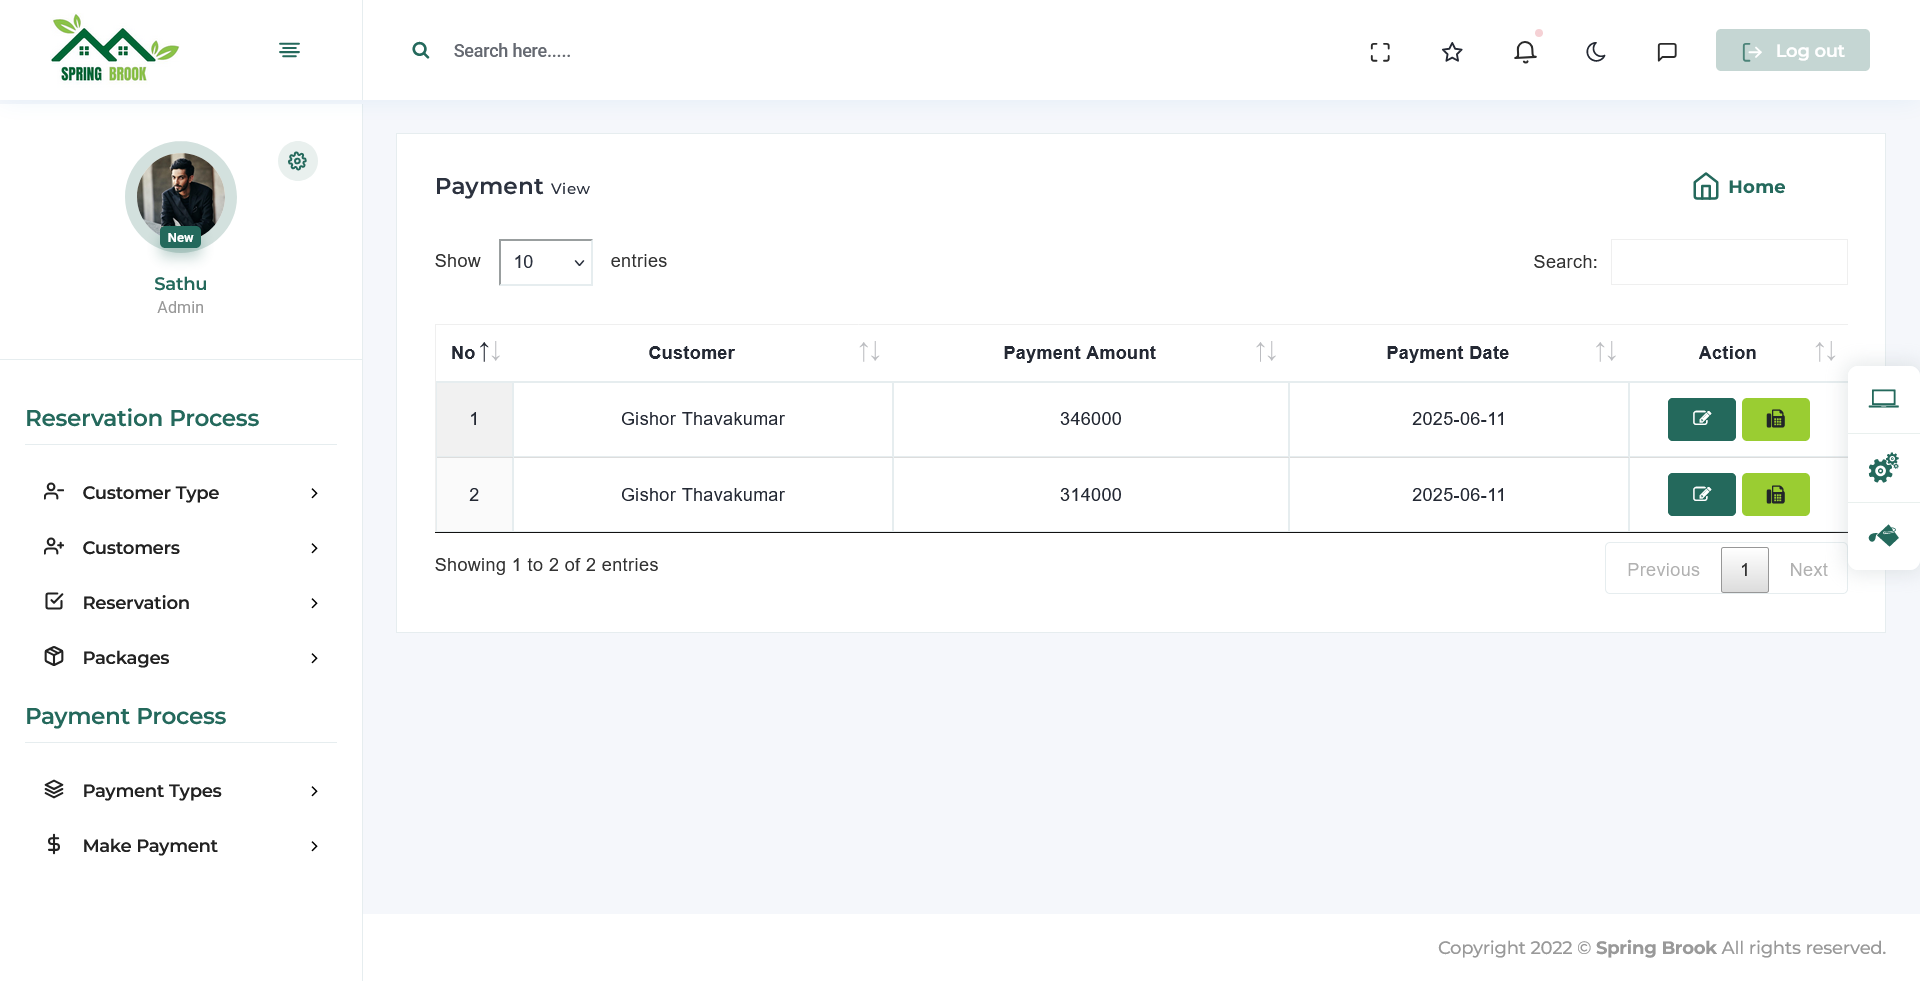 SPRING BROOK
Search here.....
Log out
New
Sathu
Admin
Reservation Process
Customer Type
Customers
Reservation
Packages
Payment Process
Payment Types
Make Payment
Payment View
Home
Show 10 entries
Search:
No Customer Payment Amount Payment Date Action
1 Gishor Thavakumar 346000 2025-06-11
2 Gishor Thavakumar 314000 2025-06-11
Showing 1 to 2 of 2 entries
Previous 1 Next
Copyright 2022 © Spring Brook All rights reserved.